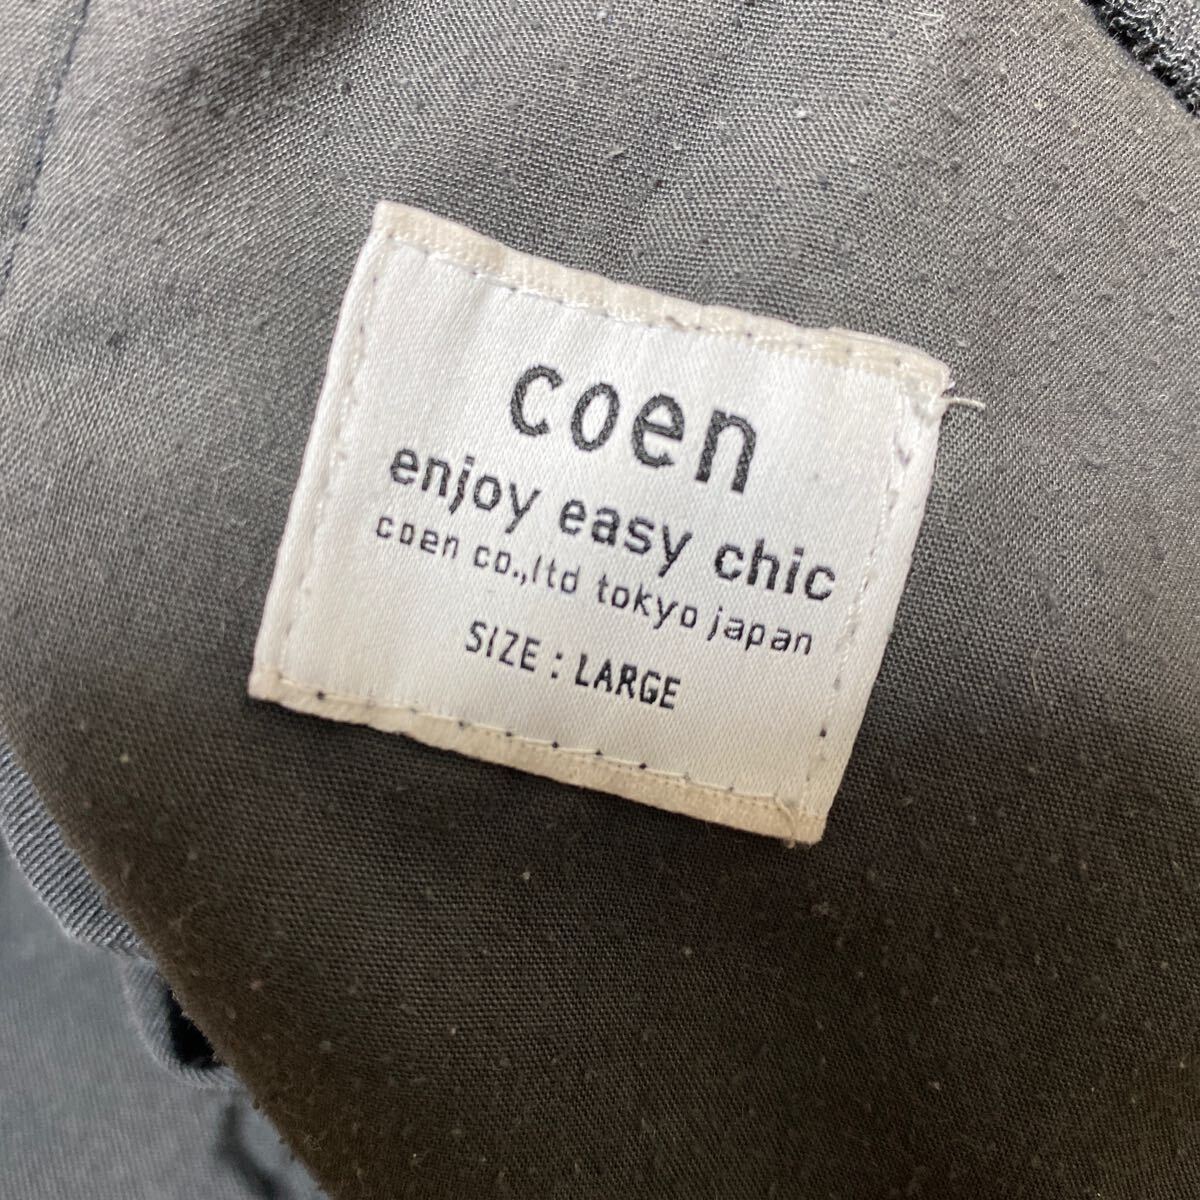 coen
enjoy easy chic
coen co.,ltd tokyo japan
SIZE : LARGE